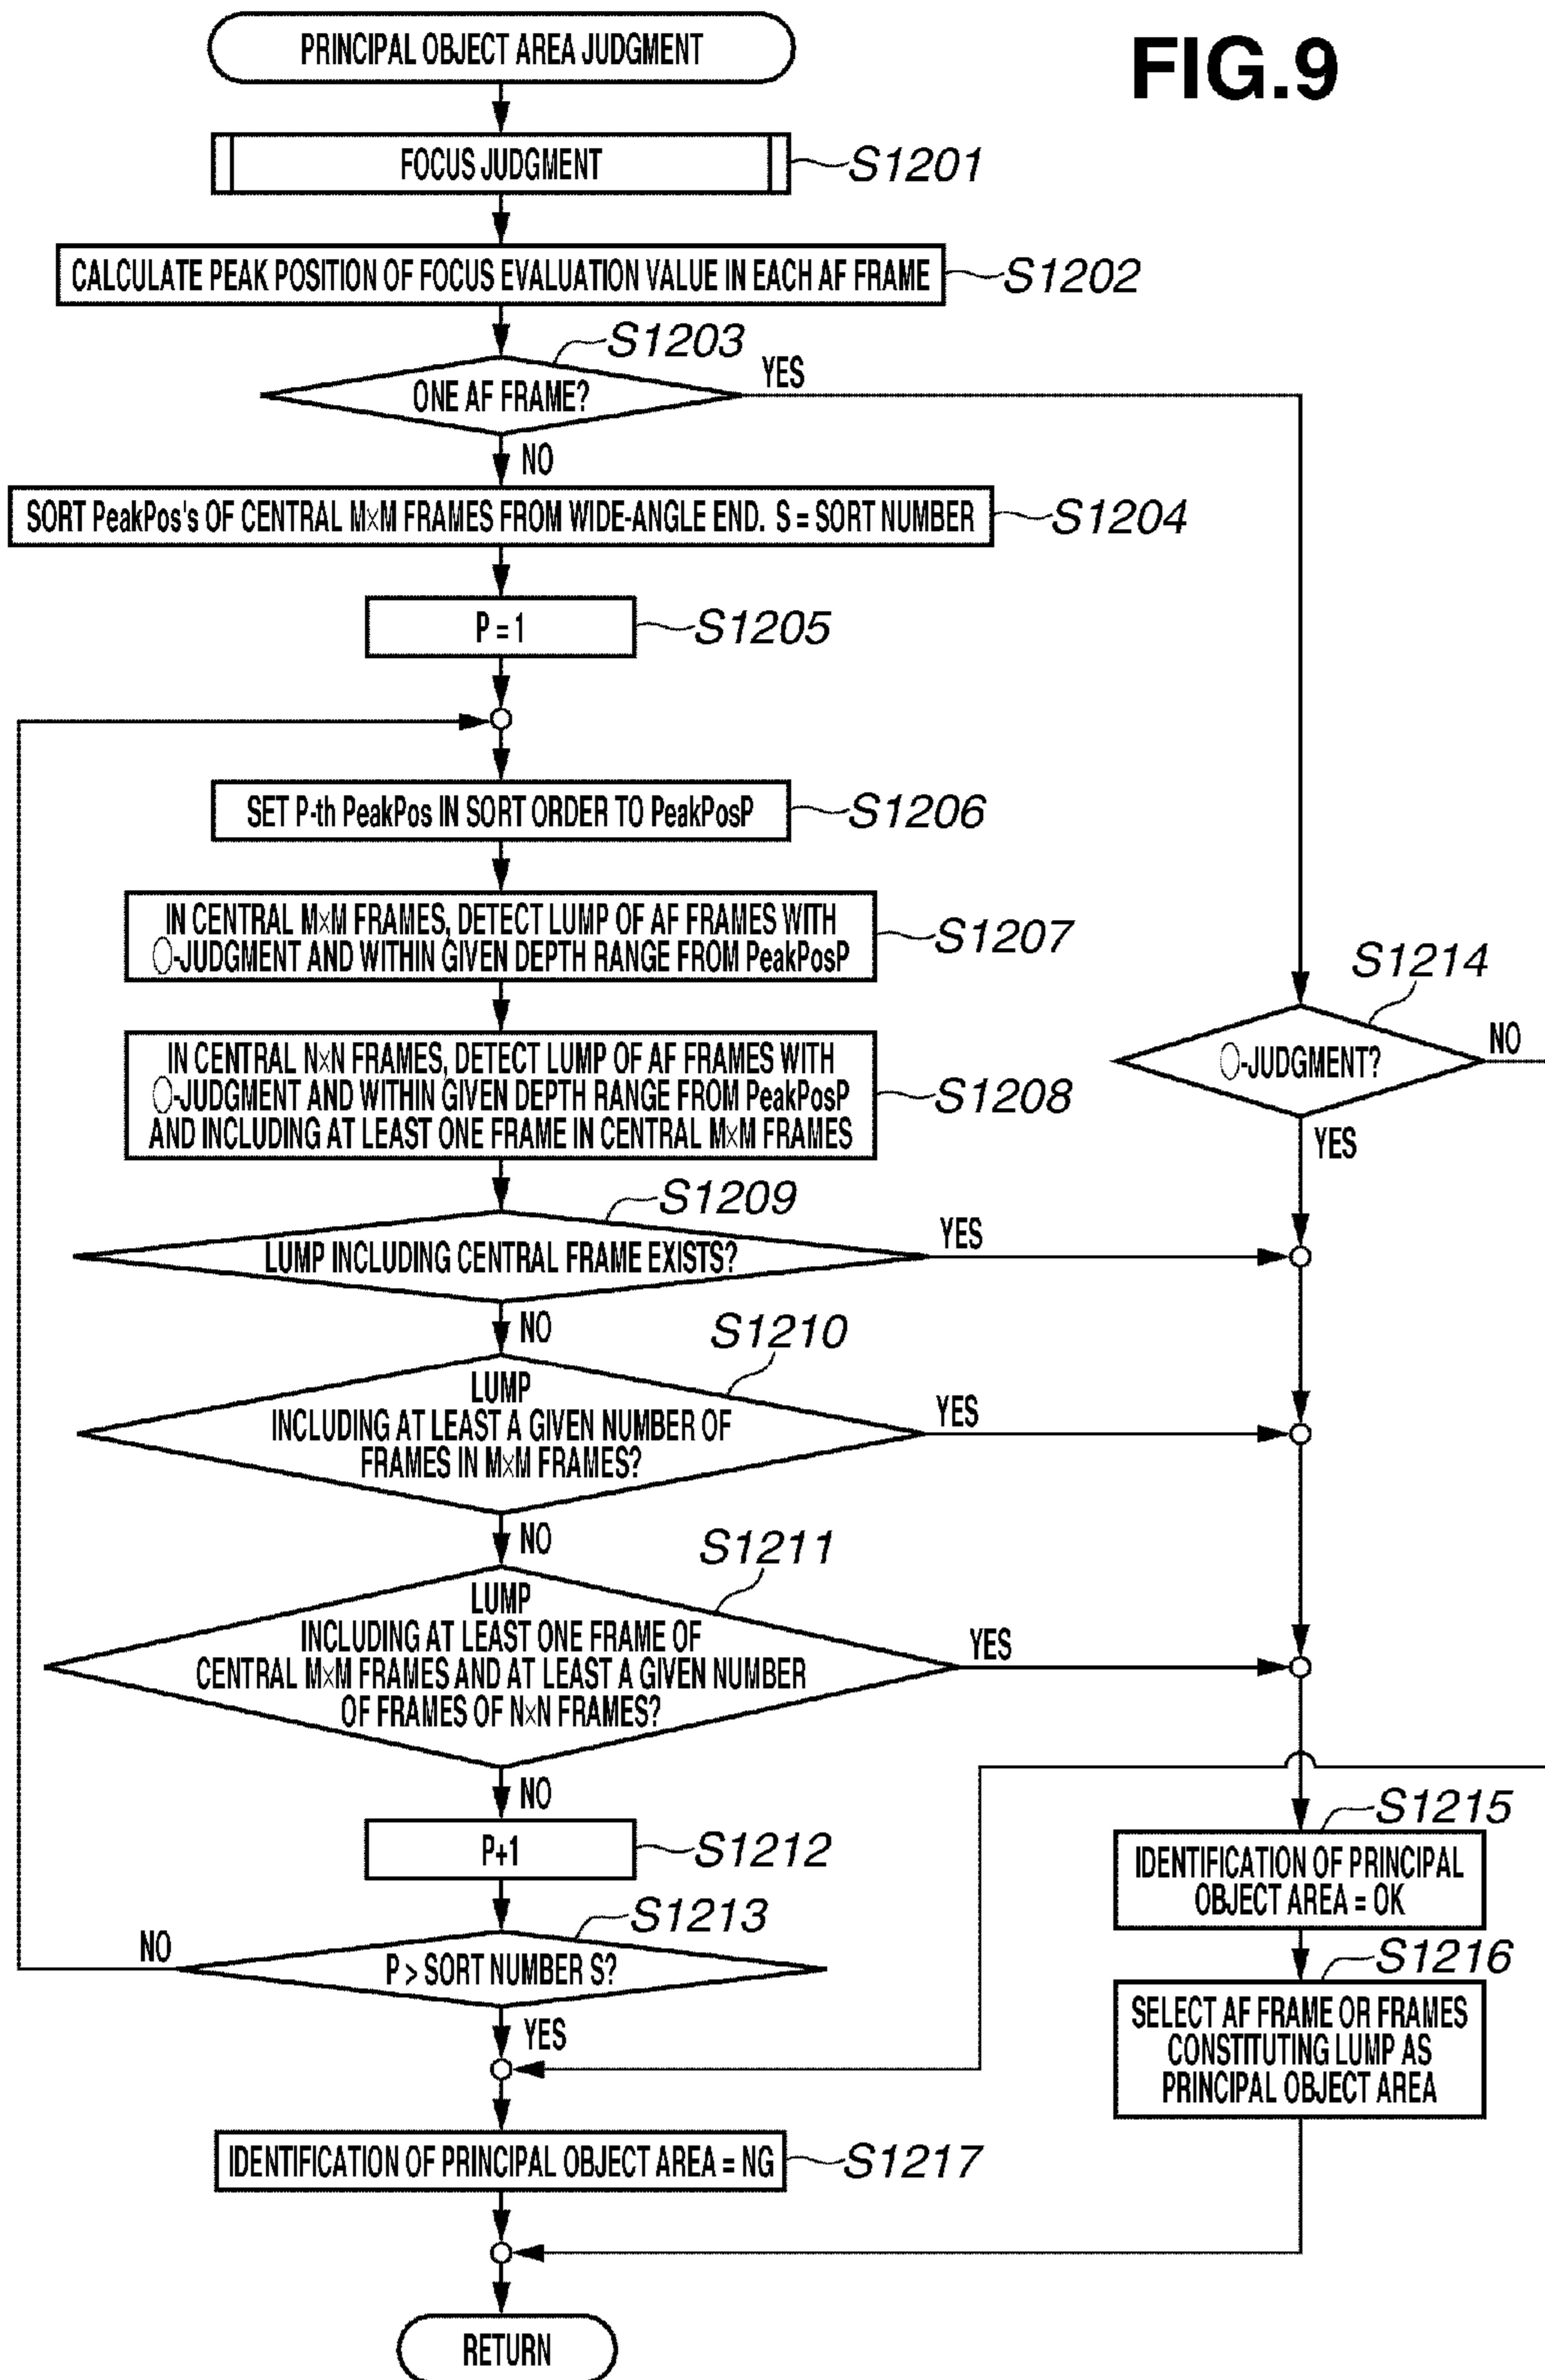 FIG.9
PRINCIPAL OBJECT AREA JUDGMENT
FOCUS JUDGMENT
S1201
CALCULATE PEAK POSITION OF FOCUS EVALUATION VALUE IN EACH AF FRAME
S1202
S1203
ONE AF FRAME?
YES
NO
SORT PeakPos's OF CENTRAL M×M FRAMES FROM WIDE-ANGLE END. S = SORT NUMBER
S1204
P = 1
S1205
SET P-th PeakPos IN SORT ORDER TO PeakPosP
S1206
IN CENTRAL M×M FRAMES, DETECT LUMP OF AF FRAMES WITH
○-JUDGMENT AND WITHIN GIVEN DEPTH RANGE FROM PeakPosP
S1207
IN CENTRAL N×N FRAMES, DETECT LUMP OF AF FRAMES WITH
○-JUDGMENT AND WITHIN GIVEN DEPTH RANGE FROM PeakPosP
AND INCLUDING AT LEAST ONE FRAME IN CENTRAL M×M FRAMES
S1208
S1214
○-JUDGMENT?
NO
YES
S1209
LUMP INCLUDING CENTRAL FRAME EXISTS?
YES
NO
S1210
LUMP
INCLUDING AT LEAST A GIVEN NUMBER OF
FRAMES IN M×M FRAMES?
YES
NO
S1211
LUMP
INCLUDING AT LEAST ONE FRAME OF
CENTRAL M×M FRAMES AND AT LEAST A GIVEN NUMBER
OF FRAMES OF N×N FRAMES?
YES
NO
P+1
S1212
S1213
P > SORT NUMBER S?
NO
YES
S1215
IDENTIFICATION OF PRINCIPAL
OBJECT AREA = OK
S1216
SELECT AF FRAME OR FRAMES
CONSTITUTING LUMP AS
PRINCIPAL OBJECT AREA
IDENTIFICATION OF PRINCIPAL OBJECT AREA = NG
S1217
RETURN